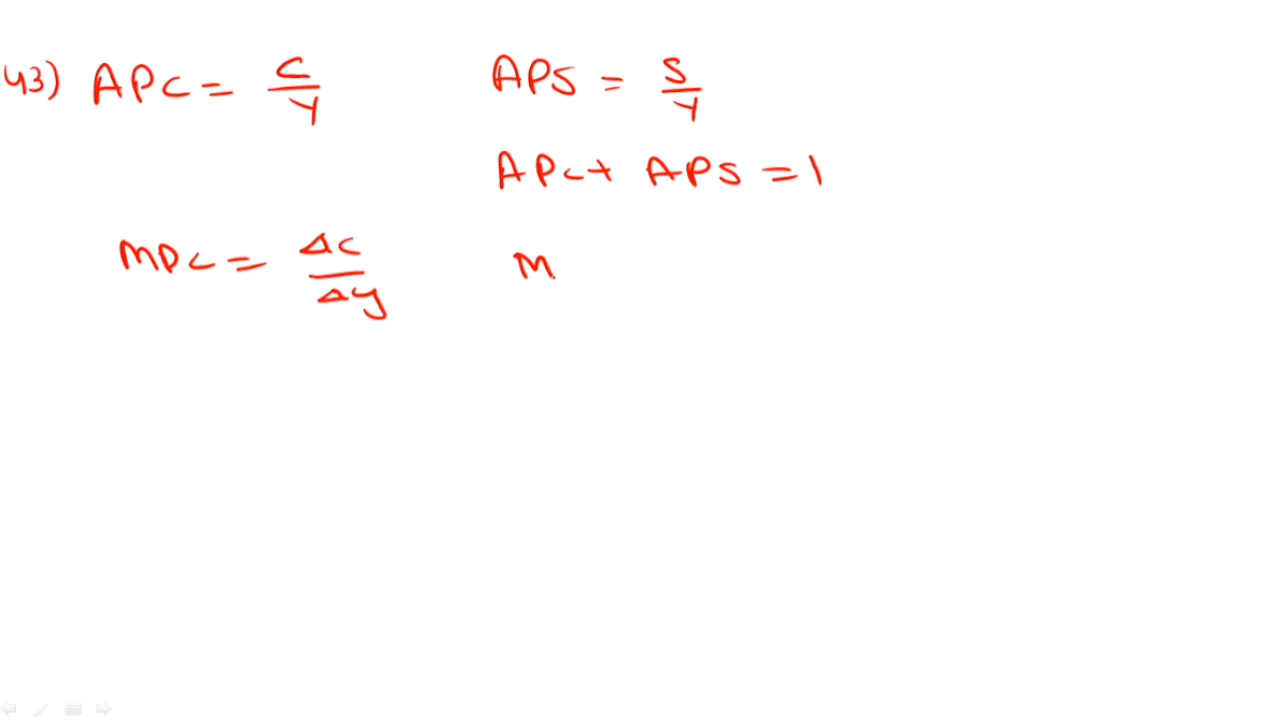 43) APC = C/Y APS = S/Y
APC + APS = 1
MPC = ΔC/Δy M